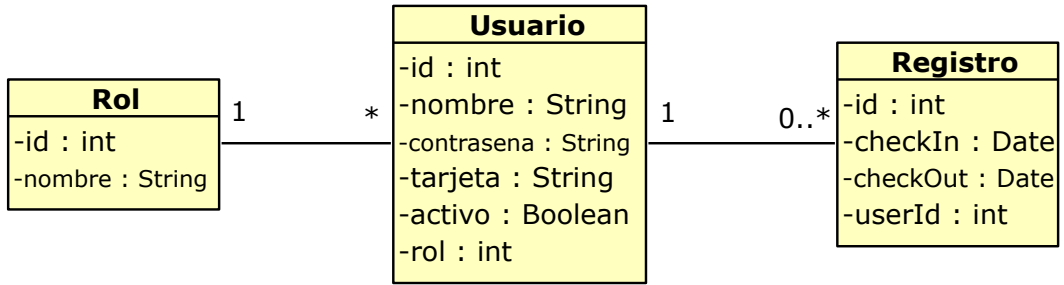 Rol
-id : int
-nombre : String
1
*
Usuario
-id : int
-nombre : String
-contrasena : String
-tarjeta : String
-activo : Boolean
-rol : int
1
0..*
Registro
-id : int
-checkIn : Date
-checkOut : Date
-userId : int